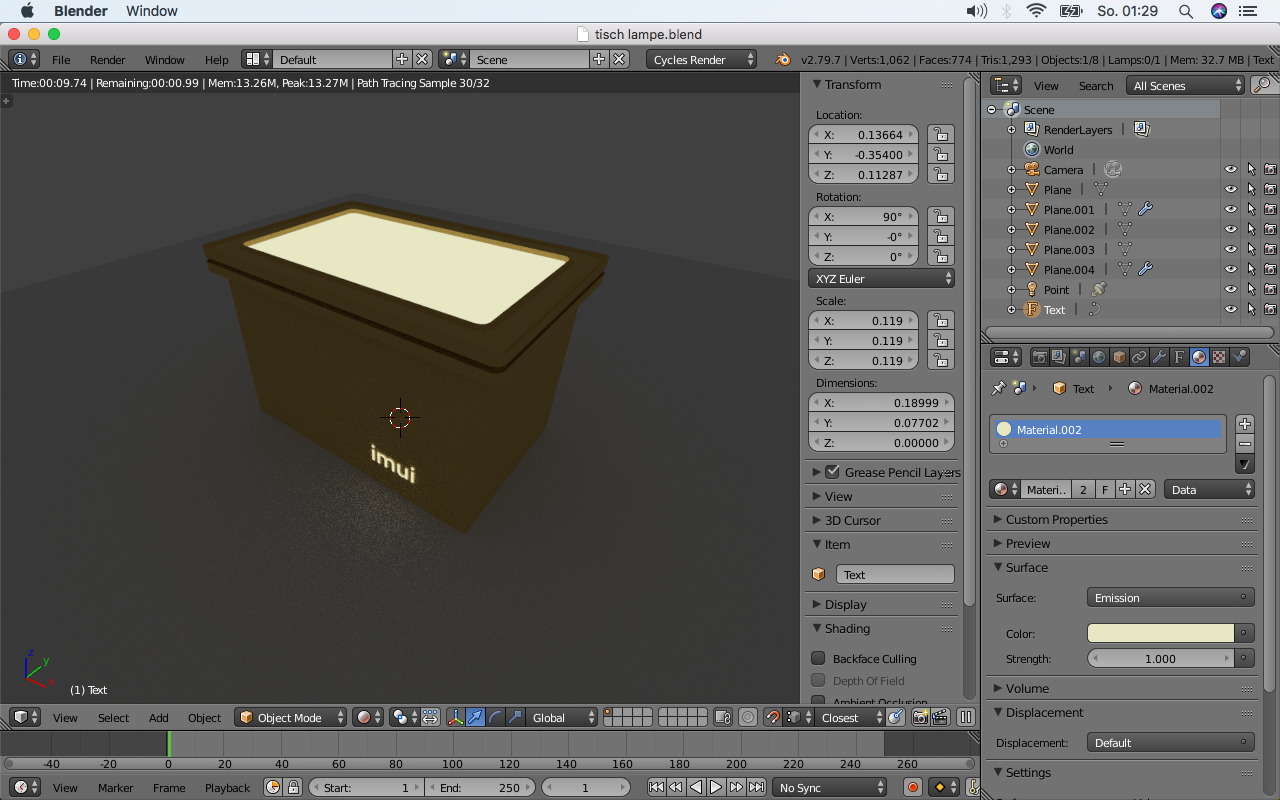 Blender Window So. 01:29
tisch lampe.blend
File Render Window Help Default Scene Cycles Render v2.79.7 | Verts:1,062 | Faces:774 | Tris:1,293 | Objects:1/8 | Lamps:0/1 | Mem: 32.7 MB | Text
Time:00:09.74 | Remaining:00:00.99 | Mem:13.26M, Peak:13.27M | Path Tracing Sample 30/32
View Search All Scenes
Transform
Location:
X: 0.13664
Y: -0.35400
Z: 0.11287
Rotation:
X: 90°
Y: -0°
Z: 0°
XYZ Euler
Scale:
X: 0.119
Y: 0.119
Z: 0.119
Dimensions:
X: 0.18999
Y: 0.07702
Z: 0.00000
Grease Pencil Layers
View
3D Cursor
Item
Text
Display
Shading
Backface Culling
Depth Of Field
Ambient Occlusion
Scene
RenderLayers
World
Camera
Plane
Plane.001
Plane.002
Plane.003
Plane.004
Point
Text
Text Material.002
Material.002
Materi.. 2 F Data
Custom Properties
Preview
Surface
Surface: Emission
Color:
Strength: 1.000
Volume
Displacement
Displacement: Default
Settings
imui
z
y
x
(1) Text
View Select Add Object Object Mode Global Closest
-40 -20 0 20 40 60 80 100 120 140 160 180 200 220 240 260
View Marker Frame Playback Start: 1 End: 250 1 No Sync